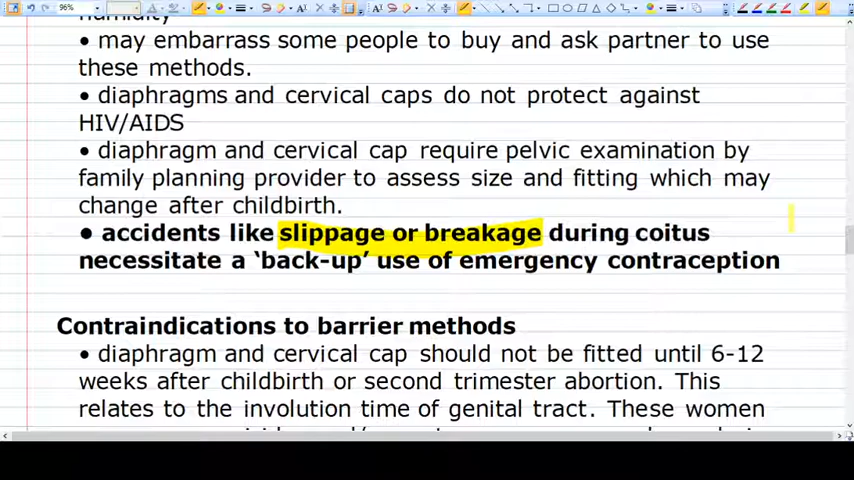 96%
humidity
• may embarrass some people to buy and ask partner to use
these methods.
• diaphragms and cervical caps do not protect against
HIV/AIDS
• diaphragm and cervical cap require pelvic examination by
family planning provider to assess size and fitting which may
change after childbirth.
• accidents like slippage or breakage during coitus
necessitate a ‘back-up’ use of emergency contraception
Contraindications to barrier methods
• diaphragm and cervical cap should not be fitted until 6-12
weeks after childbirth or second trimester abortion. This
relates to the involution time of genital tract. These women